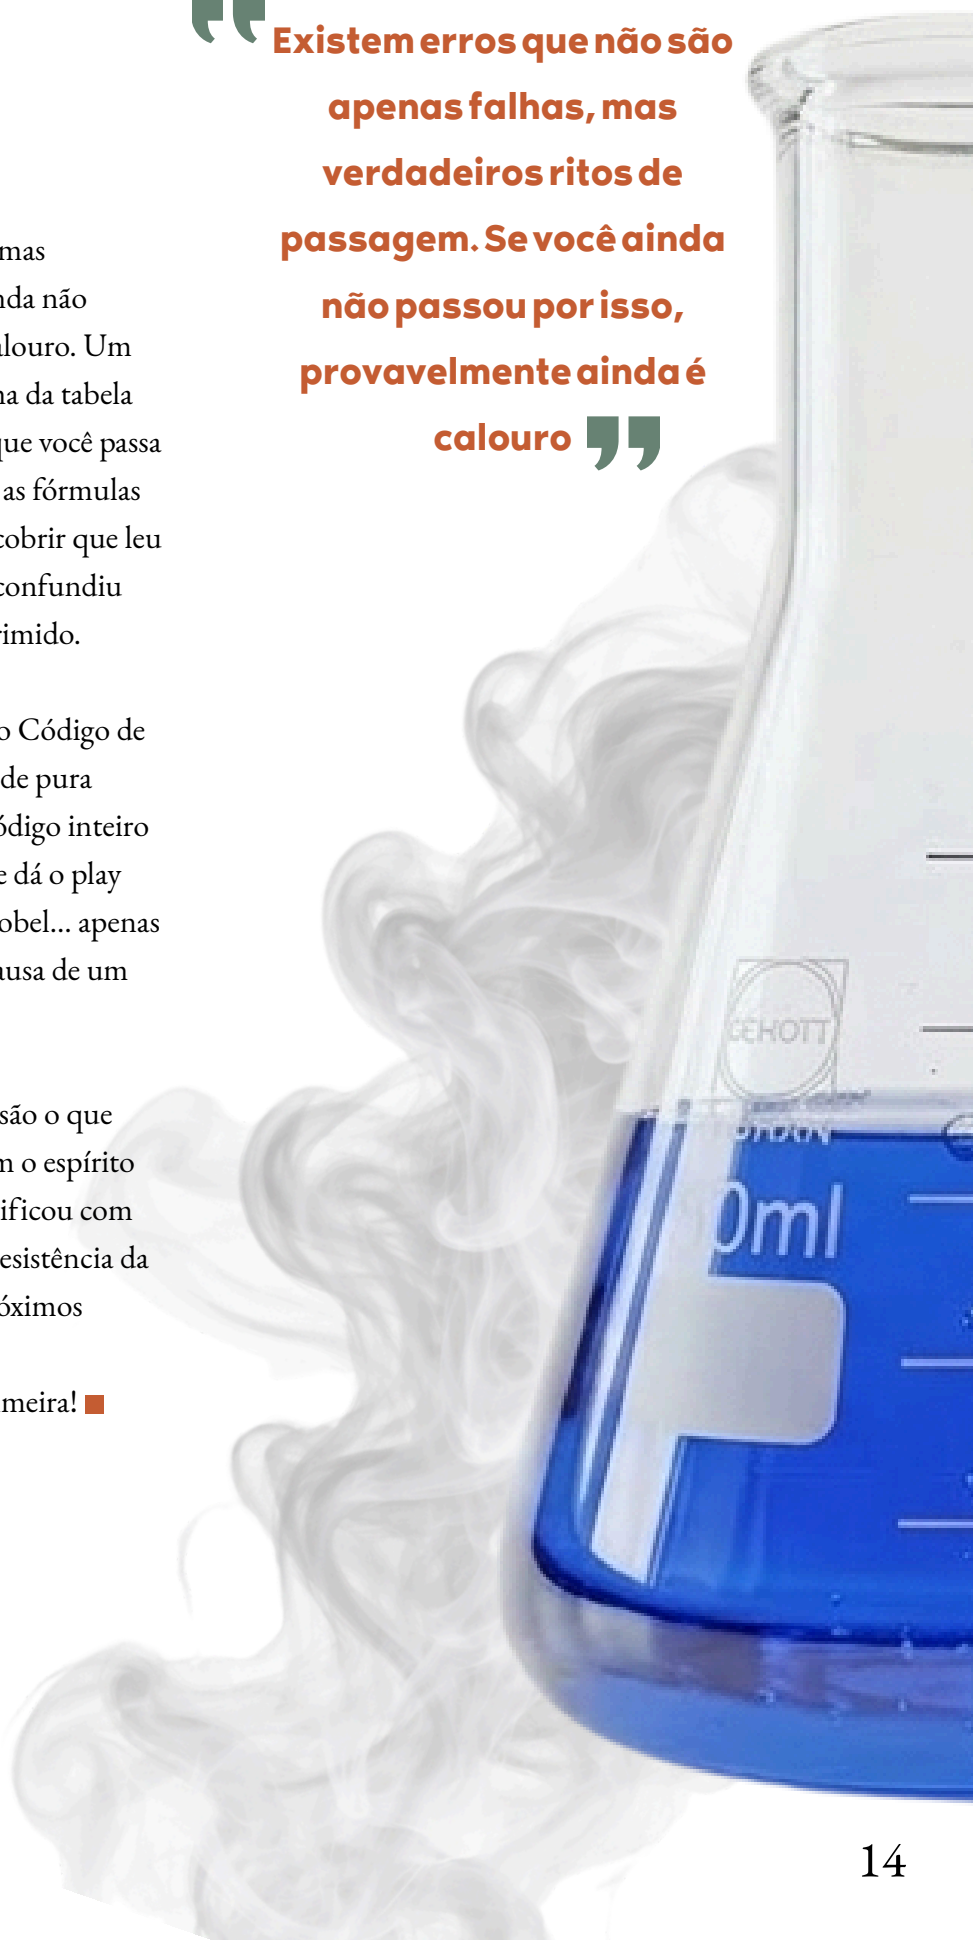 Existem erros que não são
apenas falhas, mas
verdadeiros ritos de
passagem. Se você ainda
não passou por isso,
provavelmente ainda é
calouro
mas
nda não
alouro. Um
na da tabela
que você passa
as fórmulas
cobrir que leu
confundiu
rimido.
o Código de
de pura
ódigo inteiro
e dá o play
obel... apenas
ausa de um
são o que
m o espírito
ificou com
esistência da
óximos
meira!
0ml
14